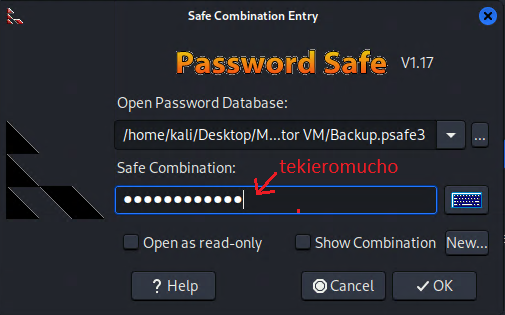 Safe Combination Entry
Password Safe V1.17
Open Password Database:
/home/kali/Desktop/M...tor VM/Backup.psafe3
...
Safe Combination:
tekieromucho
●●●●●●●●●●●●
Open as read-only
Show Combination
New...
? Help
Cancel
OK